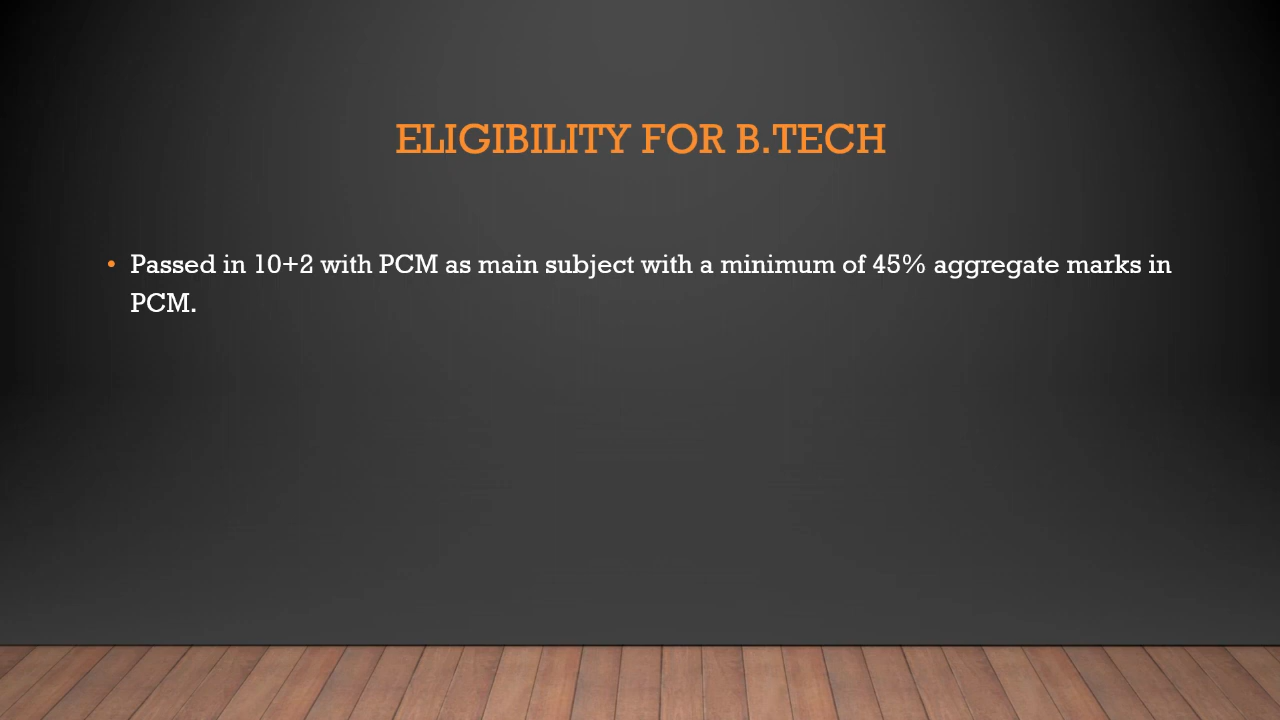 ELIGIBILITY FOR B.TECH
• Passed in 10+2 with PCM as main subject with a minimum of 45% aggregate marks in
PCM.